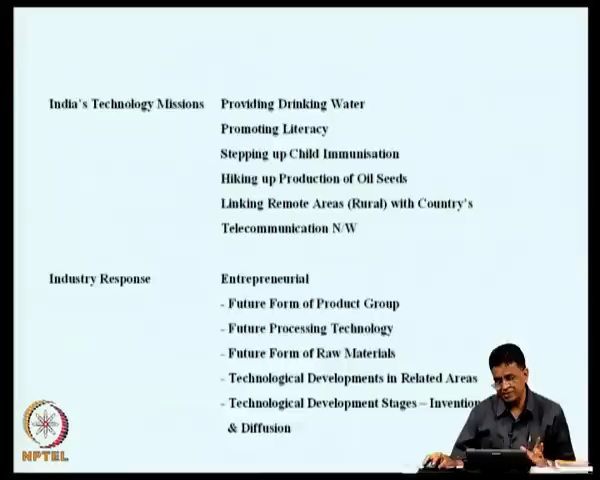 India's Technology Missions Providing Drinking Water
Promoting Literacy
Stepping up Child Immunisation
Hiking up Production of Oil Seeds
Linking Remote Areas (Rural) with Country's
Telecommunication N/W
Industry Response Entrepreneurial
- Future Form of Product Group
- Future Processing Technology
- Future Form of Raw Materials
- Technological Developments in Related Areas
- Technological Development Stages – Invention
& Diffusion
NPTEL